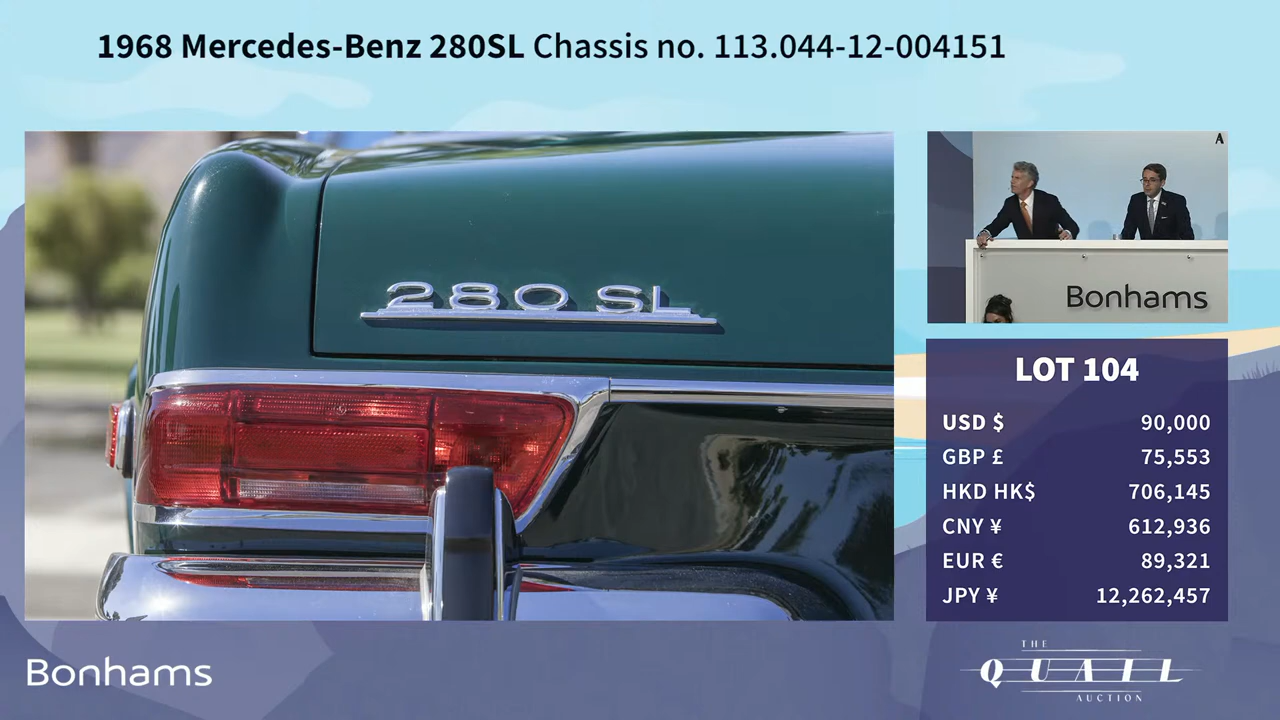 1968 Mercedes-Benz 280SL Chassis no. 113.044-12-004151
280 SL
A
Bonhams
LOT 104
USD $ 90,000
GBP £ 75,553
HKD HK$ 706,145
CNY ¥ 612,936
EUR € 89,321
JPY ¥ 12,262,457
Bonhams
THE
QUAIL
AUCTION